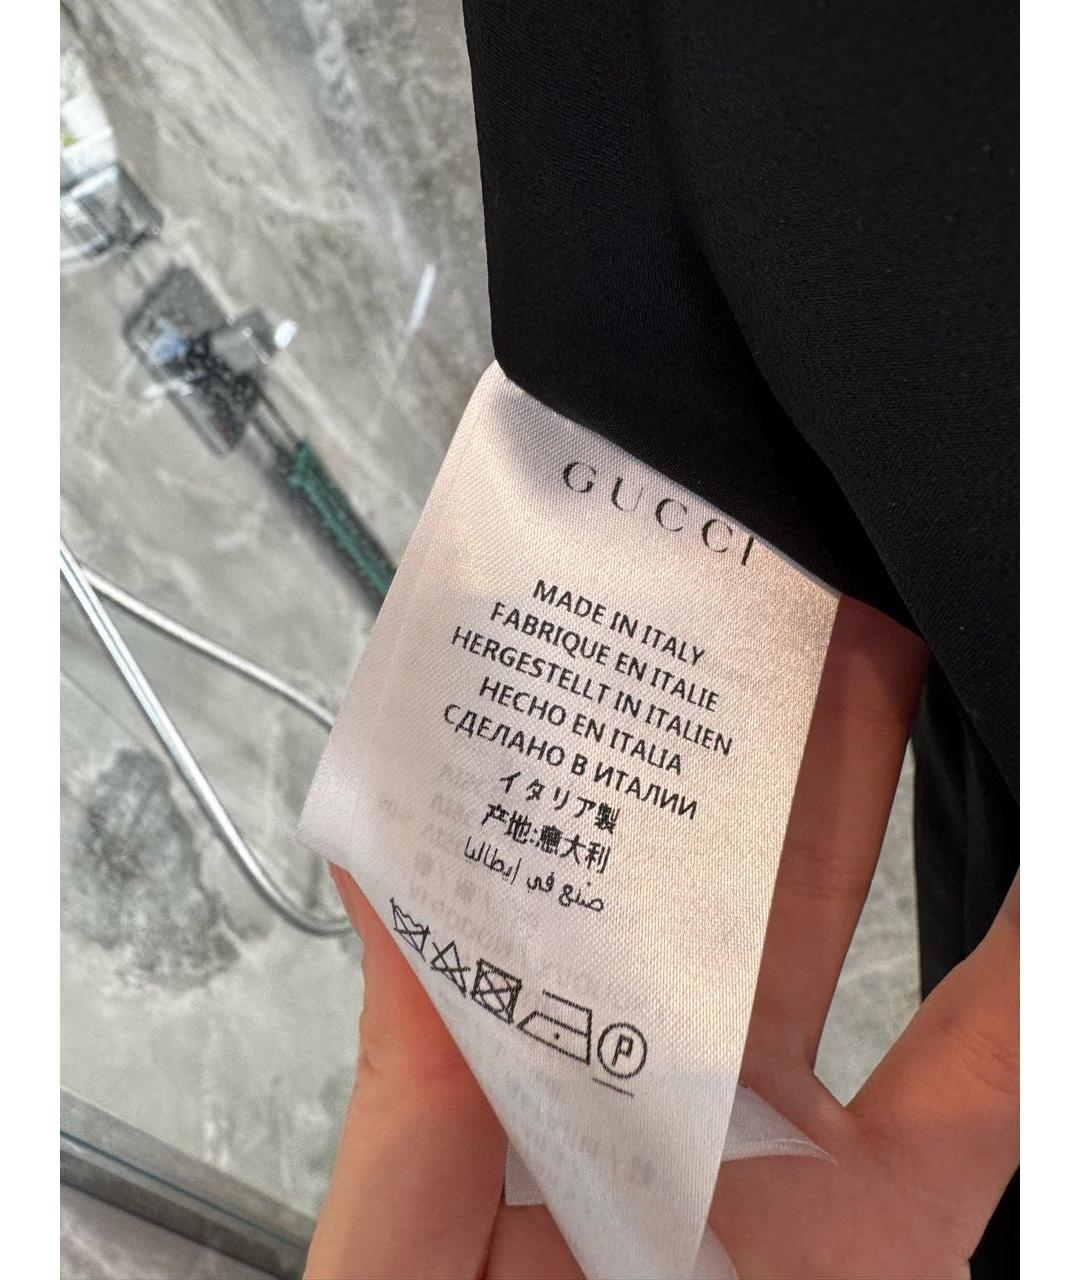 GUCCI
MADE IN ITALY
FABRIQUE EN ITALIE
HERGESTELLT IN ITALIEN
HECHO EN ITALIA
СДЕЛАНО В ИТАЛИИ
イタリア製
产地:意大利
صنع في إيطاليا
P